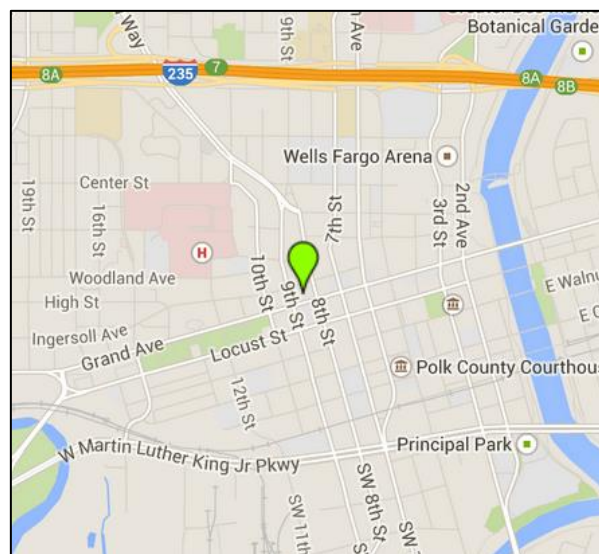 Botanical Garde
9th St
Ave
Way
8A
235
7
8A
8B
Wells Fargo Arena
Center St
19th St
16th St
7th St
3rd St
2nd Ave
H
Woodland Ave
High St
10th St
9th St
8th St
E Walnu
Ingersoll Ave
Grand Ave
Locust St
E C
12th St
Polk County Courthous
W Martin Luther King Jr Pkwy
Principal Park
SW 11th
SW 8th St
SW 7